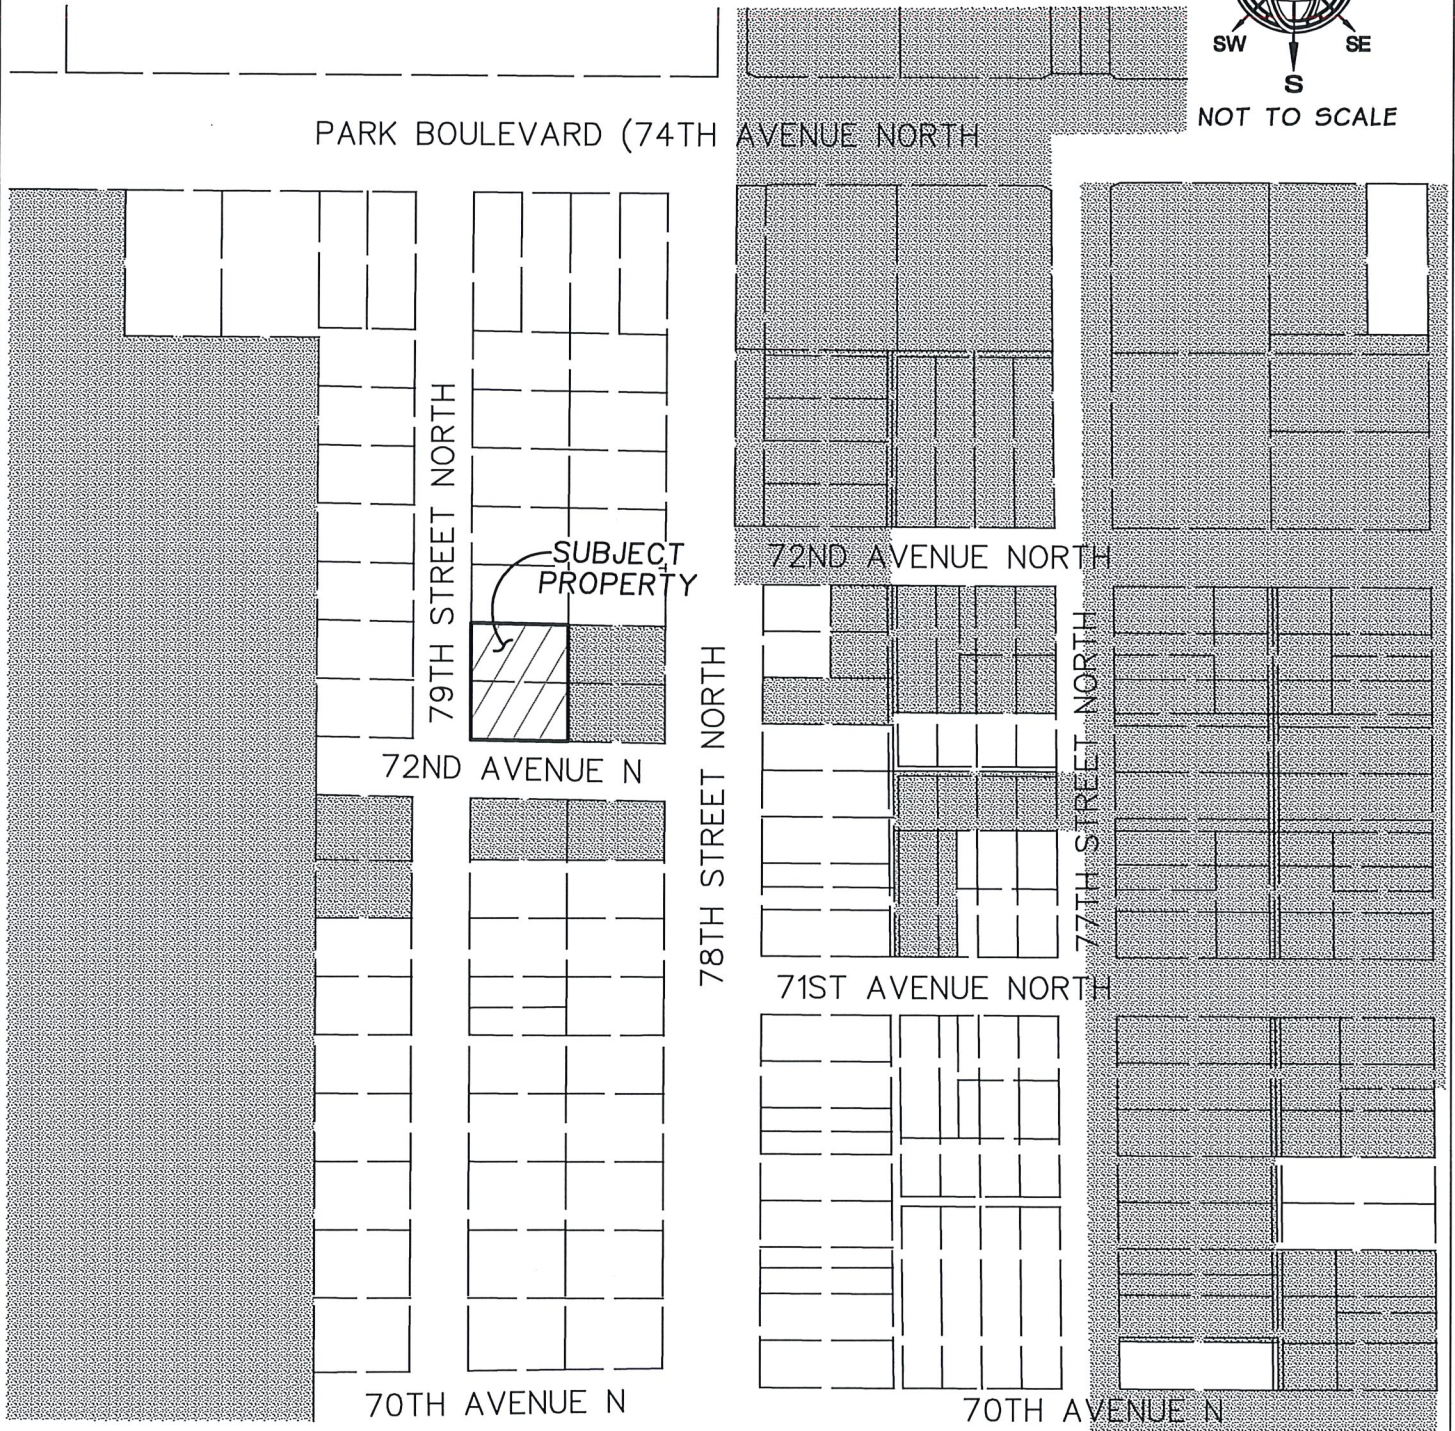 SW
SE
S
NOT TO SCALE
PARK BOULEVARD (74TH AVENUE NORTH
79TH STREET NORTH
SUBJECT
PROPERTY
72ND AVENUE NORTH
72ND AVENUE N
78TH STREET NORTH
77TH STREET NORTH
71ST AVENUE NORTH
70TH AVENUE N
70TH AVENUE N